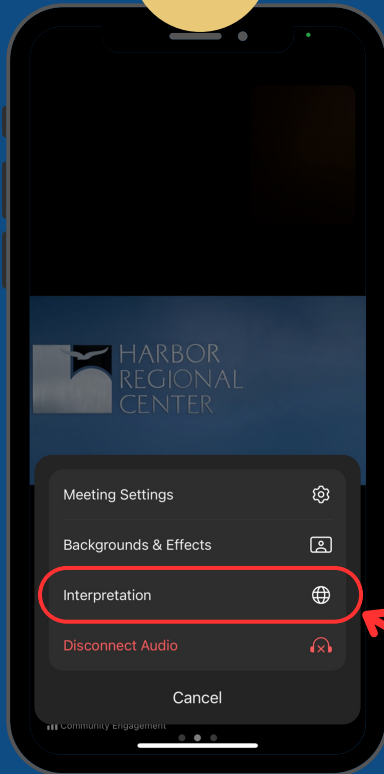 HARBOR
REGIONAL
CENTER
Meeting Settings
Backgrounds & Effects
Interpretation
Disconnect Audio
Cancel
Community Engagement